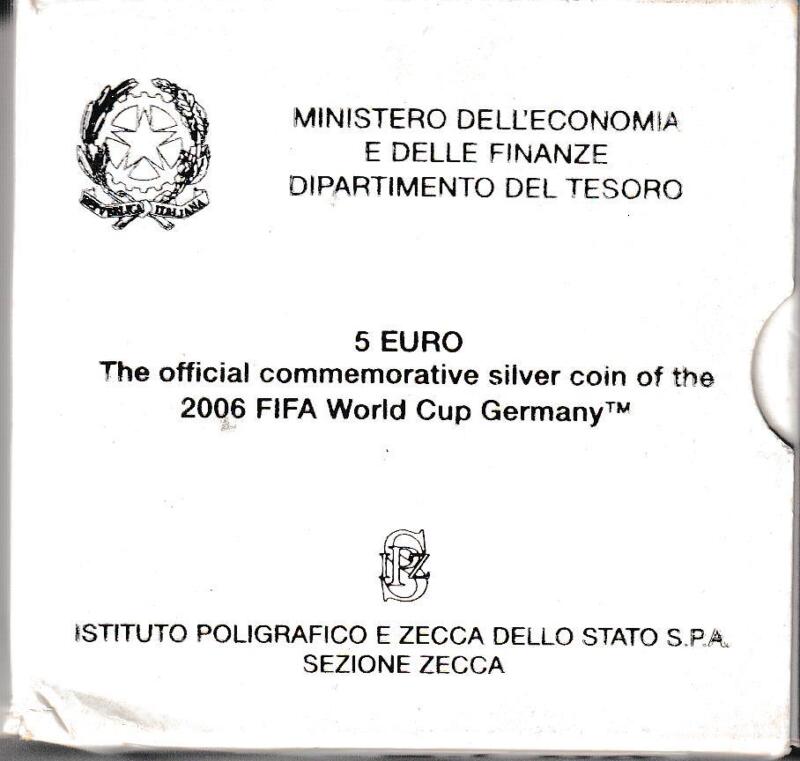 REPVBBLICA ITALIANA
MINISTERO DELL'ECONOMIA
E DELLE FINANZE
DIPARTIMENTO DEL TESORO
5 EURO
The official commemorative silver coin of the
2006 FIFA World Cup Germany™
IPZS
ISTITUTO POLIGRAFICO E ZECCA DELLO STATO S.P.A.
SEZIONE ZECCA